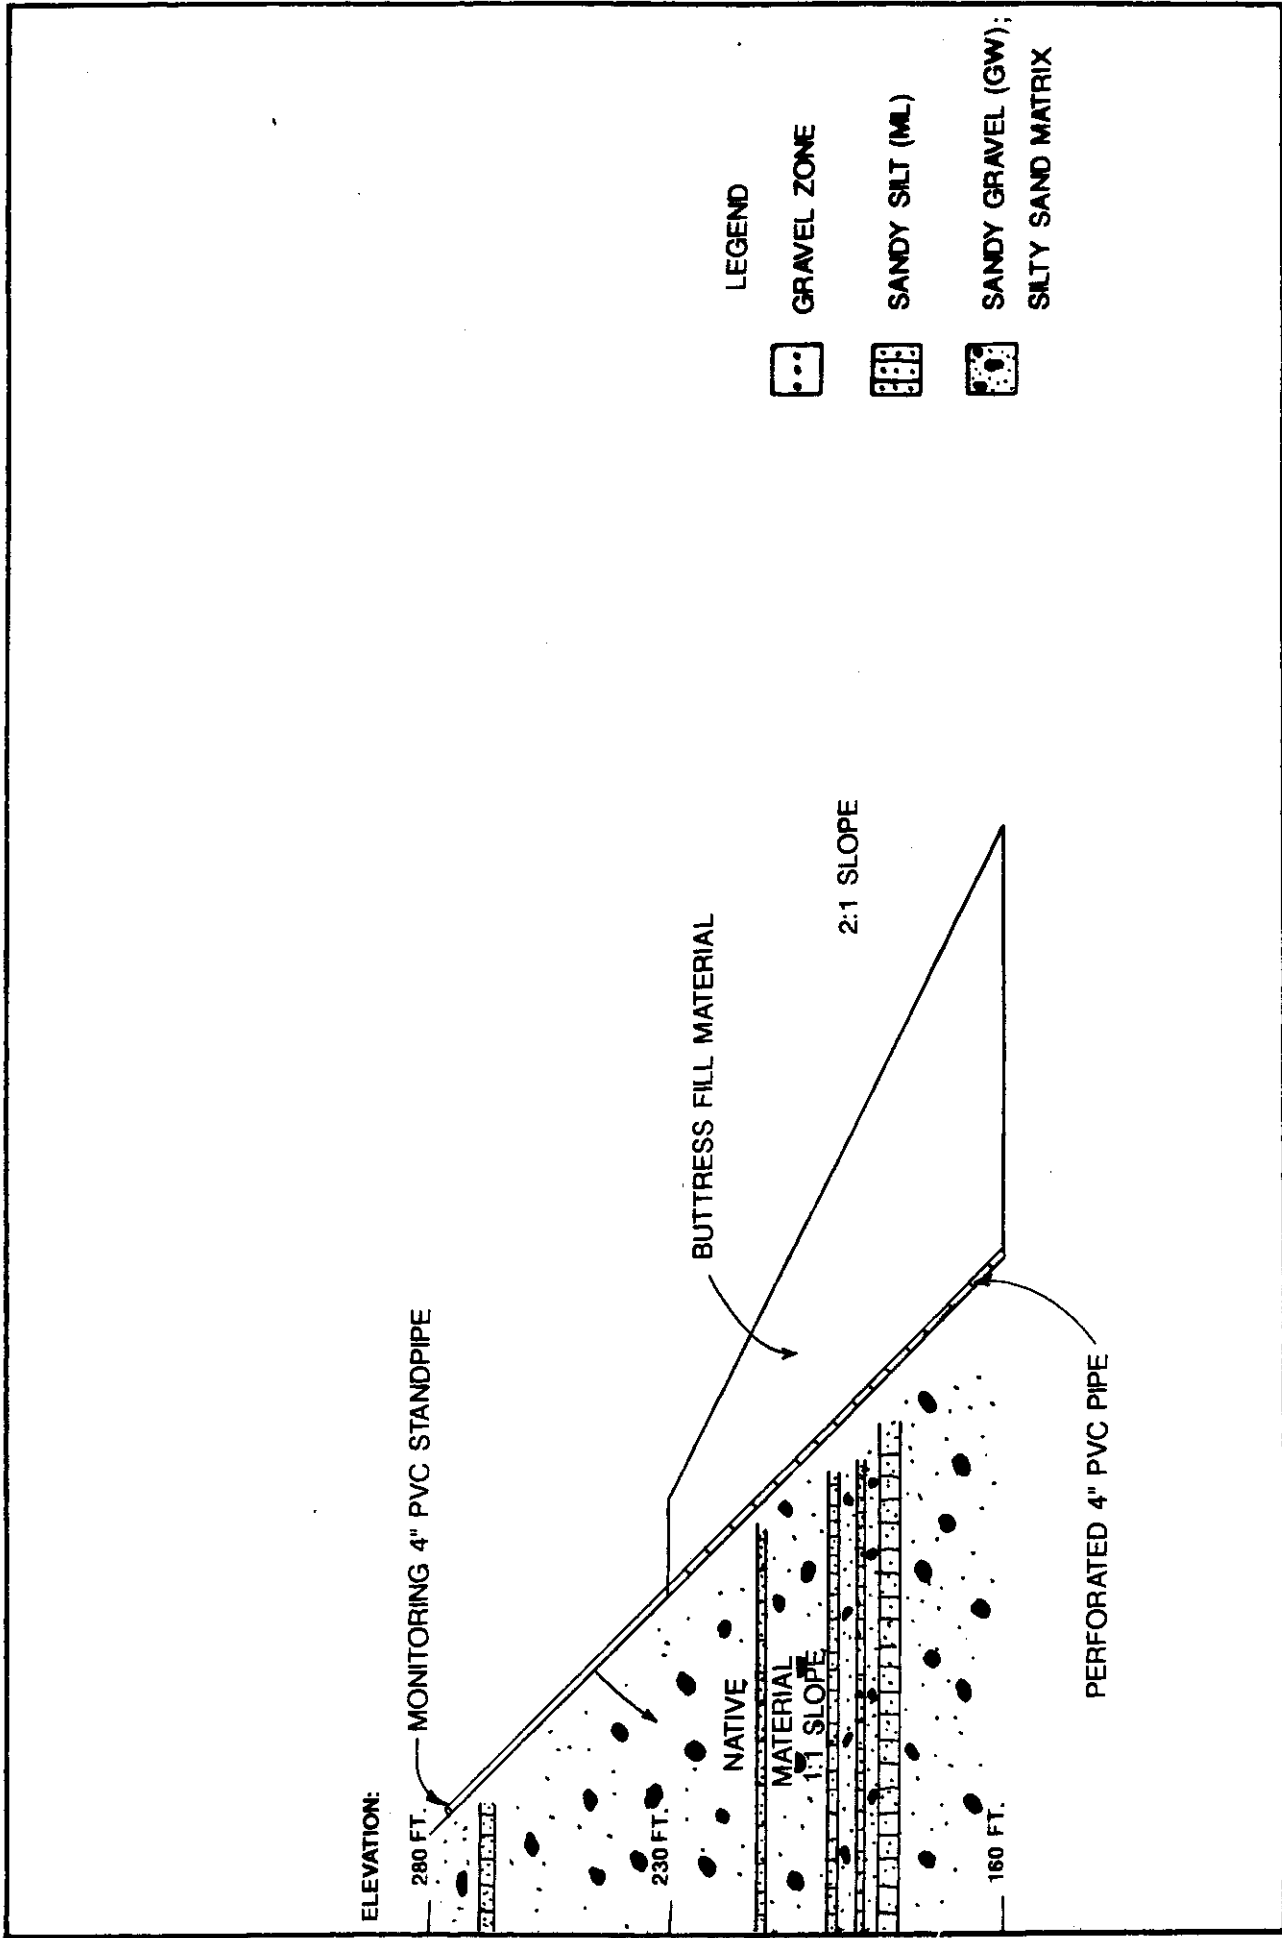 ELEVATION:
280 FT.
MONITORING 4" PVC STANDPIPE
230 FT.
BUTTRESS FILL MATERIAL
NATIVE
MATERIAL
1:1 SLOPE
2:1 SLOPE
160 FT.
PERFORATED 4" PVC PIPE
LEGEND
GRAVEL ZONE
SANDY SILT (ML)
SANDY GRAVEL (GW);
SILTY SAND MATRIX